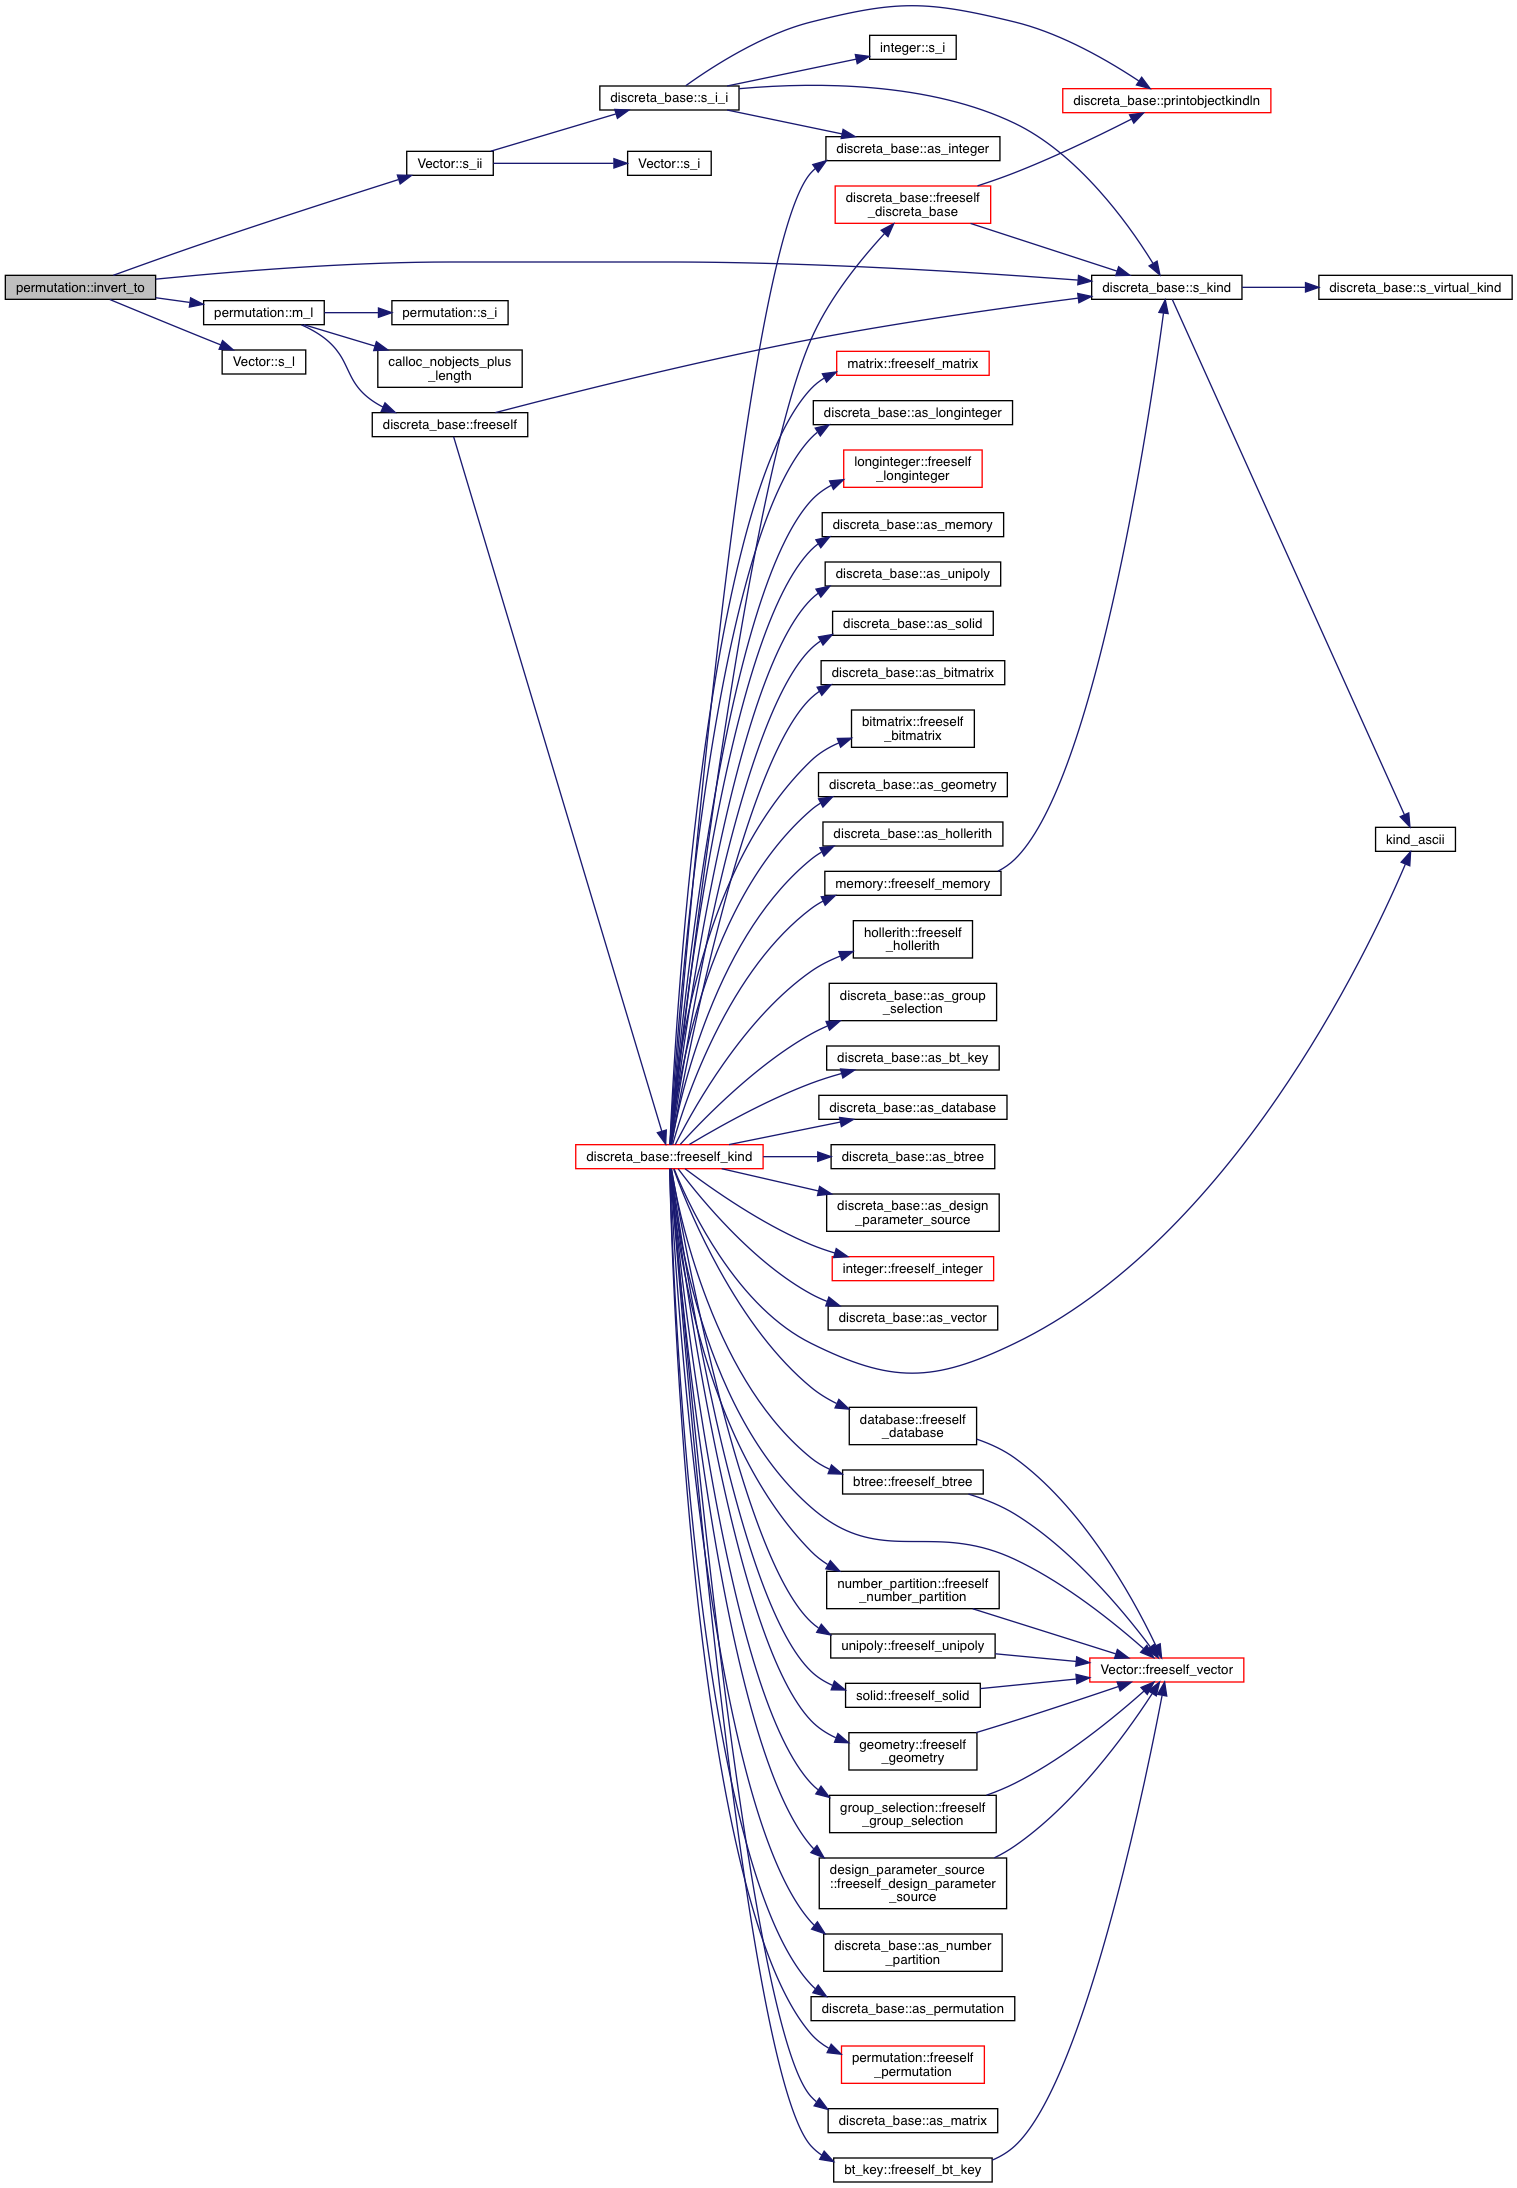 integer::s_i
discreta_base::s_i_i
discreta_base::printobjectkindln
discreta_base::as_integer
Vector::s_ii
Vector::s_i
discreta_base::freeself
_discreta_base
permutation::invert_to
discreta_base::s_kind
discreta_base::s_virtual_kind
permutation::m_l
permutation::s_i
Vector::s_l
calloc_nobjects_plus
_length
matrix::freeself_matrix
discreta_base::as_longinteger
discreta_base::freeself
longinteger::freeself
_longinteger
discreta_base::as_memory
discreta_base::as_unipoly
discreta_base::as_solid
discreta_base::as_bitmatrix
bitmatrix::freeself
_bitmatrix
discreta_base::as_geometry
discreta_base::as_hollerith
kind_ascii
memory::freeself_memory
hollerith::freeself
_hollerith
discreta_base::as_group
_selection
discreta_base::as_bt_key
discreta_base::as_database
discreta_base::freeself_kind
discreta_base::as_btree
discreta_base::as_design
_parameter_source
integer::freeself_integer
discreta_base::as_vector
database::freeself
_database
btree::freeself_btree
number_partition::freeself
_number_partition
unipoly::freeself_unipoly
Vector::freeself_vector
solid::freeself_solid
geometry::freeself
_geometry
group_selection::freeself
_group_selection
design_parameter_source
::freeself_design_parameter
_source
discreta_base::as_number
_partition
discreta_base::as_permutation
permutation::freeself
_permutation
discreta_base::as_matrix
bt_key::freeself_bt_key